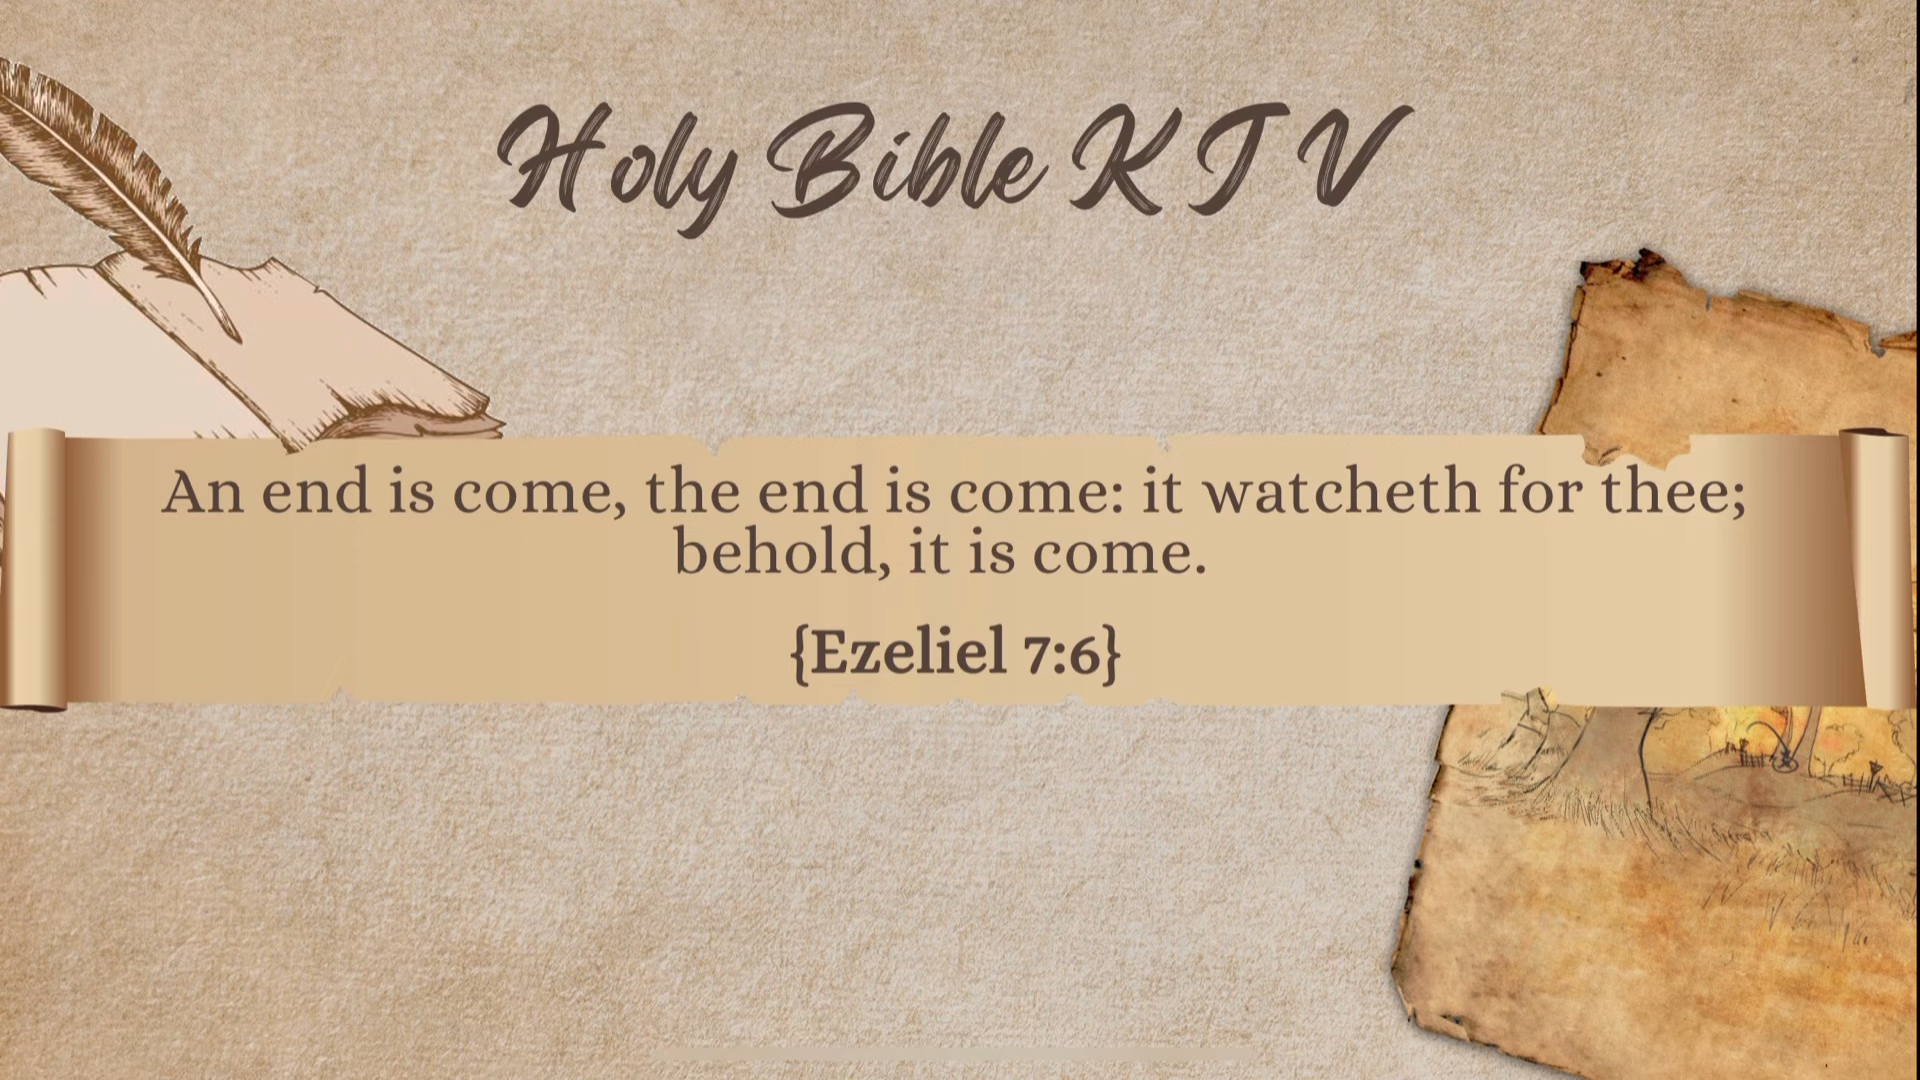 Holy Bible KJV
An end is come, the end is come: it watcheth for thee;
behold, it is come.
{Ezeliel 7:6}